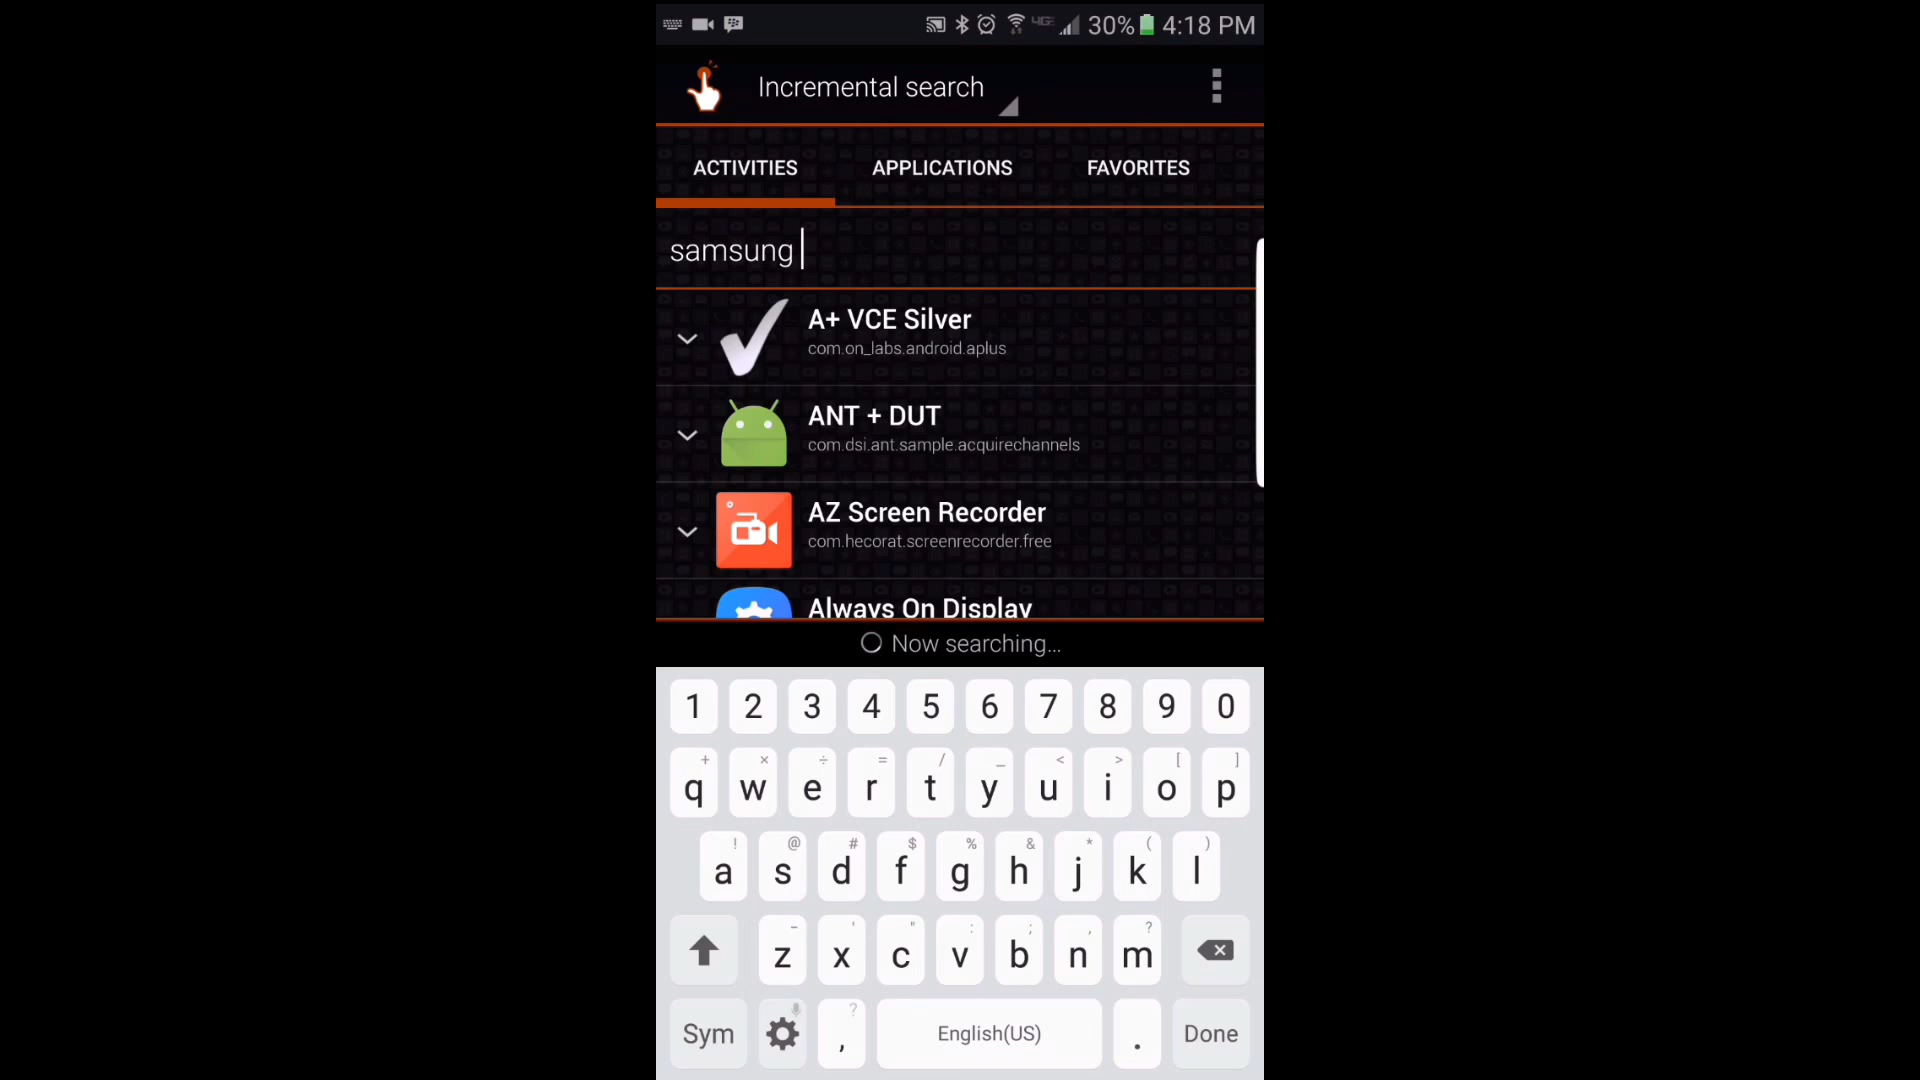 30% 4:18 PM
Incremental search
ACTIVITIES APPLICATIONS FAVORITES
samsung
A+ VCE Silver
com.on_labs.android.aplus
ANT + DUT
com.dsi.ant.sample.acquirechannels
AZ Screen Recorder
com.hecorat.screenrecorder.free
Always On Display
Now searching...
1 2 3 4 5 6 7 8 9 0
+ × ÷ = / _ < > [ ]
q w e r t y u i o p
! @ # $ % & * ( )
a s d f g h j k l
- ' " : ; , ?
z x c v b n m
?
Sym , English(US) . Done